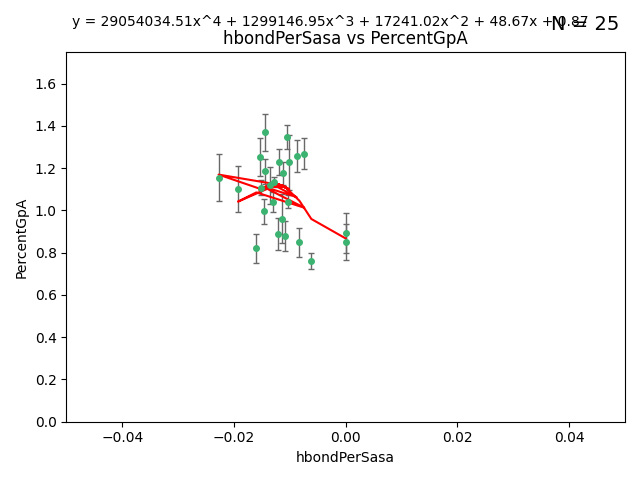 y = 29054034.51x^4 + 1299146.95x^3 + 17241.02x^2 + 48.67x + 0.87
N = 25
hbondPerSasa vs PercentGpA
PercentGpA
1.6
1.4
1.2
1.0
0.8
0.6
0.4
0.2
0.0
−0.04
−0.02
0.00
0.02
0.04
hbondPerSasa